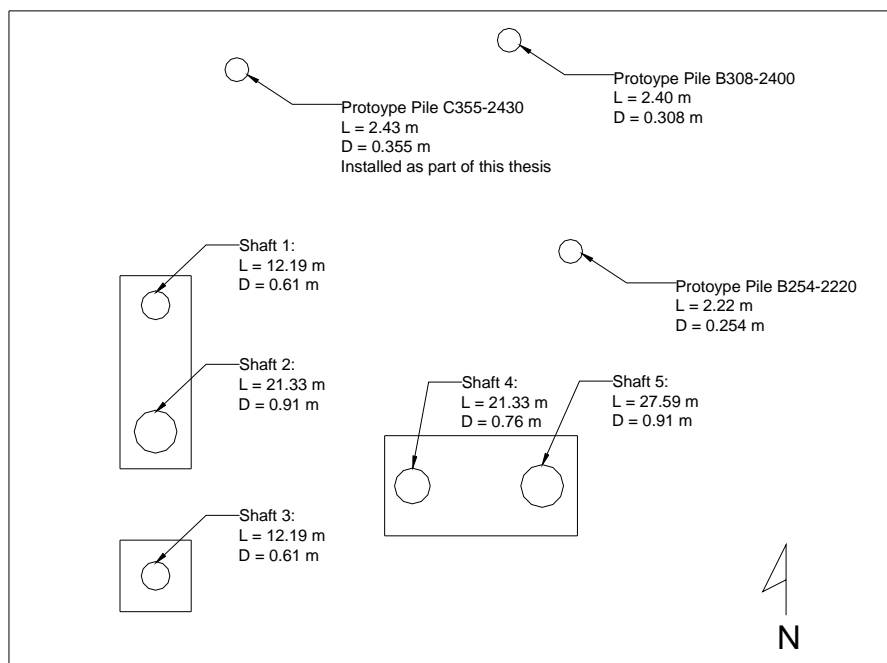 Protoype Pile B308-2400
L = 2.40 m
D = 0.308 m
Protoype Pile C355-2430
L = 2.43 m
D = 0.355 m
Installed as part of this thesis
Shaft 1:
L = 12.19 m
D = 0.61 m
Protoype Pile B254-2220
L = 2.22 m
D = 0.254 m
Shaft 2:
L = 21.33 m
D = 0.91 m
Shaft 4:
L = 21.33 m
D = 0.76 m
Shaft 5:
L = 27.59 m
D = 0.91 m
Shaft 3:
L = 12.19 m
D = 0.61 m
N